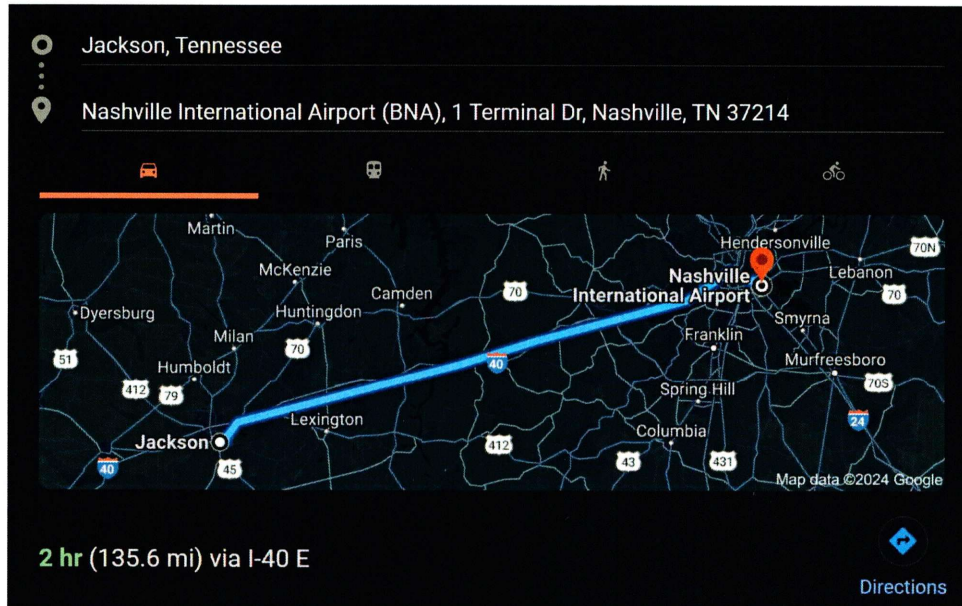 Jackson, Tennessee
Nashville International Airport (BNA), 1 Terminal Dr, Nashville, TN 37214
Martin
Paris
Hendersonville
70N
McKenzie
Nashville
International Airport
Lebanon
Camden
70
70
Dyersburg
Huntingdon
Smyrna
Milan
Franklin
70
51
40
Murfreesboro
Humboldt
70S
412
79
Spring Hill
Lexington
24
Jackson
Columbia
412
40
45
43
431
Map data ©2024 Google
2 hr (135.6 mi) via I-40 E
Directions